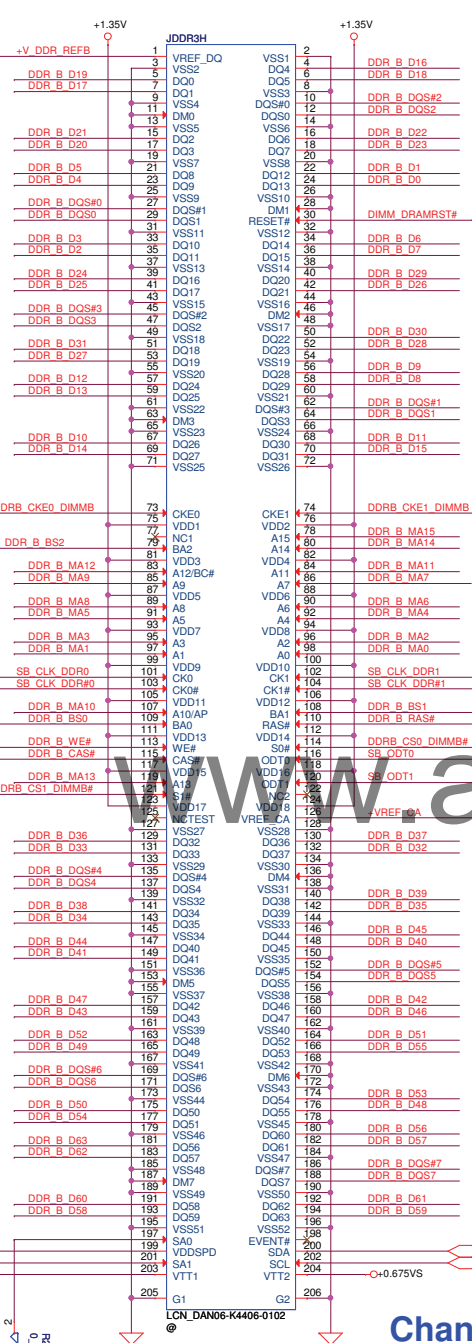 +1.35V +1.35V
JDDR3H
+V_DDR_REFB 1 VREF_DQ VSS1 2
3 VSS2 DQ4 4 DDR_B_D16
DDR_B_D19 5 DQ0 DQ5 6 DDR_B_D18
DDR_B_D17 7 DQ1 VSS3 8
9 VSS4 DQS#0 10 DDR_B_DQS#2
11 DM0 DQS0 12 DDR_B_DQS2
13 VSS5 VSS6 14
DDR_B_D21 15 DQ2 DQ6 16 DDR_B_D22
DDR_B_D20 17 DQ3 DQ7 18 DDR_B_D23
19 VSS7 VSS8 20
DDR_B_D5 21 DQ8 DQ12 22 DDR_B_D1
DDR_B_D4 23 DQ9 DQ13 24 DDR_B_D0
25 VSS9 VSS10 26
DDR_B_DQS#0 27 DQS#1 DM1 28
DDR_B_DQS0 29 DQS1 RESET# 30 DIMM_DRAMRST#
31 VSS11 VSS12 32
DDR_B_D3 33 DQ10 DQ14 34 DDR_B_D6
DDR_B_D2 35 DQ11 DQ15 36 DDR_B_D7
37 VSS13 VSS14 38
DDR_B_D24 39 DQ16 DQ20 40 DDR_B_D29
DDR_B_D25 41 DQ17 DQ21 42 DDR_B_D26
43 VSS15 VSS16 44
DDR_B_DQS#3 45 DQS#2 DM2 46
DDR_B_DQS3 47 DQS2 VSS17 48
49 VSS18 DQ22 50 DDR_B_D30
DDR_B_D31 51 DQ18 DQ23 52 DDR_B_D28
DDR_B_D27 53 DQ19 VSS19 54
55 VSS20 DQ28 56 DDR_B_D9
DDR_B_D12 57 DQ24 DQ29 58 DDR_B_D8
DDR_B_D13 59 DQ25 VSS21 60
61 VSS22 DQS#3 62 DDR_B_DQS#1
63 DM3 DQS3 64 DDR_B_DQS1
65 VSS23 VSS24 66
DDR_B_D10 67 DQ26 DQ30 68 DDR_B_D11
DDR_B_D14 69 DQ27 DQ31 70 DDR_B_D15
71 VSS25 VSS26 72
DDRB_CKE0_DIMMB 73 CKE0 CKE1 74 DDRB_CKE1_DIMMB
75 VDD1 VDD2 76
77 NC1 A15 78 DDR_B_MA15
DDR_B_BS2 79 BA2 A14 80 DDR_B_MA14
81 VDD3 VDD4 82
DDR_B_MA12 83 A12/BC# A11 84 DDR_B_MA11
DDR_B_MA9 85 A9 A7 86 DDR_B_MA7
87 VDD5 VDD6 88
DDR_B_MA8 89 A8 A6 90 DDR_B_MA6
DDR_B_MA5 91 A5 A4 92 DDR_B_MA4
93 VDD7 VDD8 94
DDR_B_MA3 95 A3 A2 96 DDR_B_MA2
DDR_B_MA1 97 A1 A0 98 DDR_B_MA0
99 VDD9 VDD10 100
SB_CLK_DDR0 101 CK0 CK1 102 SB_CLK_DDR1
SB_CLK_DDR#0 103 CK0# CK1# 104 SB_CLK_DDR#1
105 VDD11 VDD12 106
DDR_B_MA10 107 A10/AP BA1 108 DDR_B_BS1
DDR_B_BS0 109 BA0 RAS# 110 DDR_B_RAS#
111 VDD13 VDD14 112
DDR_B_WE# 113 WE# S0# 114 DDRB_CS0_DIMMB#
DDR_B_CAS# 115 CAS# ODT0 116 SB_ODT0
117 VDD15 VDD16 118
DDR_B_MA13 119 A13 ODT1 120 SB_ODT1
DDRB_CS1_DIMMB# 121 S1# NC2 122
123 VDD17 VDD18 124
125 NCTEST VREF_CA 126 +VREF_CA
127 VSS27 VSS28 128
www.a
DDR_B_D36 129 DQ32 DQ36 130 DDR_B_D37
DDR_B_D33 131 DQ33 DQ37 132 DDR_B_D32
133 VSS29 VSS30 134
DDR_B_DQS#4 135 DQS#4 DM4 136
DDR_B_DQS4 137 DQS4 VSS31 138
139 VSS32 DQ38 140 DDR_B_D39
DDR_B_D38 141 DQ34 DQ39 142 DDR_B_D35
DDR_B_D34 143 DQ35 VSS33 144
145 VSS34 DQ44 146 DDR_B_D45
DDR_B_D44 147 DQ40 DQ45 148 DDR_B_D40
DDR_B_D41 149 DQ41 VSS35 150
151 VSS36 DQS#5 152 DDR_B_DQS#5
153 DM5 DQS5 154 DDR_B_DQS5
155 VSS37 VSS38 156
DDR_B_D47 157 DQ42 DQ46 158 DDR_B_D42
DDR_B_D43 159 DQ43 DQ47 160 DDR_B_D46
161 VSS39 VSS40 162
DDR_B_D52 163 DQ48 DQ52 164 DDR_B_D51
DDR_B_D49 165 DQ49 DQ53 166 DDR_B_D55
167 VSS41 VSS42 168
DDR_B_DQS#6 169 DQS#6 DM6 170
DDR_B_DQS6 171 DQS6 VSS43 172
173 VSS44 DQ54 174 DDR_B_D53
DDR_B_D50 175 DQ50 DQ55 176 DDR_B_D48
DDR_B_D54 177 DQ51 VSS45 178
179 VSS46 DQ60 180 DDR_B_D56
DDR_B_D63 181 DQ56 DQ61 182 DDR_B_D57
DDR_B_D62 183 DQ57 VSS47 184
185 VSS48 DQS#7 186 DDR_B_DQS#7
187 DM7 DQS7 188 DDR_B_DQS7
189 VSS49 VSS50 190
DDR_B_D60 191 DQ58 DQ62 192 DDR_B_D61
DDR_B_D58 193 DQ59 DQ63 194 DDR_B_D59
195 VSS51 VSS52 196
197 SA0 EVENT# 198
199 VDDSPD SDA 200
201 SA1 SCL 202
203 VTT1 VTT2 204 +0.675VS
205 G1 G2 206
LCN_DAN06-K4406-0102
@
2
Chan